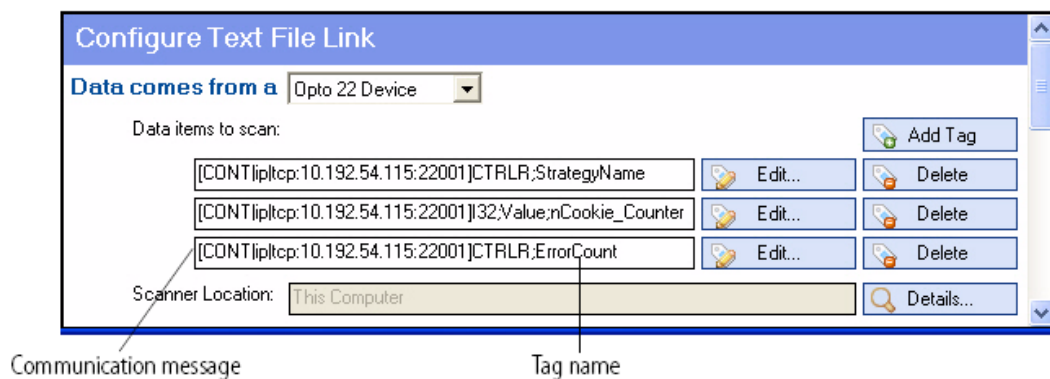 Configure Text File Link
Data comes from a Opto 22 Device
Data items to scan: Add Tag
[CONT|ip|tcp:10.192.54.115:22001]CTRLR;StrategyName Edit... Delete
[CONT|ip|tcp:10.192.54.115:22001]I32;Value;nCookie_Counter Edit... Delete
[CONT|ip|tcp:10.192.54.115:22001]CTRLR;ErrorCount Edit... Delete
Scanner Location: This Computer Details...
Communication message Tag name